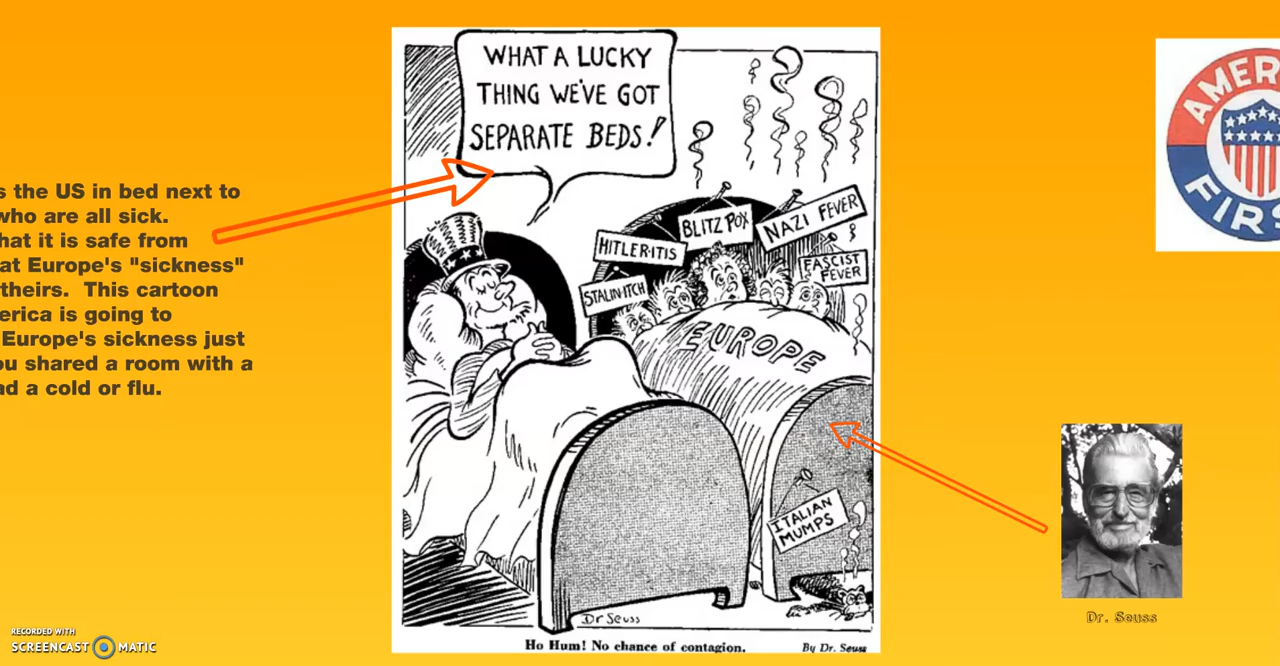 WHAT A LUCKY
THING WE'VE GOT
SEPARATE BEDS!
s the US in bed next to
who are all sick.
hat it is safe from
at Europe's "sickness"
theirs.  This cartoon
erica is going to
Europe's sickness just
ou shared a room with a
ad a cold or flu.
HITLER-ITIS
BLITZ POX
NAZI FEVER
STALIN-ITCH
FASCIST
FEVER
EUROPE
ITALIAN
MUMPS
Dr Seuss
Ho Hum! No chance of contagion.
By Dr. Seuss
AMER
FIRS
Dr. Seuss
RECORDED WITH
SCREENCAST MATIC